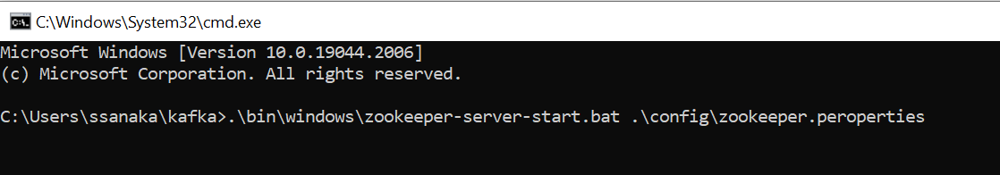 C:\Windows\System32\cmd.exe
Microsoft Windows [Version 10.0.19044.2006]
(c) Microsoft Corporation. All rights reserved.
C:\Users\ssanaka\kafka>.\bin\windows\zookeeper-server-start.bat .\config\zookeeper.peroperties